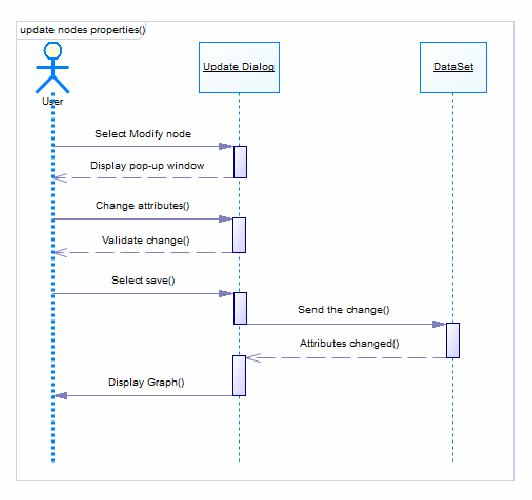 update nodes properties()
User
Update Dialog
DataSet
Select Modify node
Display pop-up window
Change attributes()
Validate change()
Select save()
Send the change()
Attributes changed()
Display Graph()